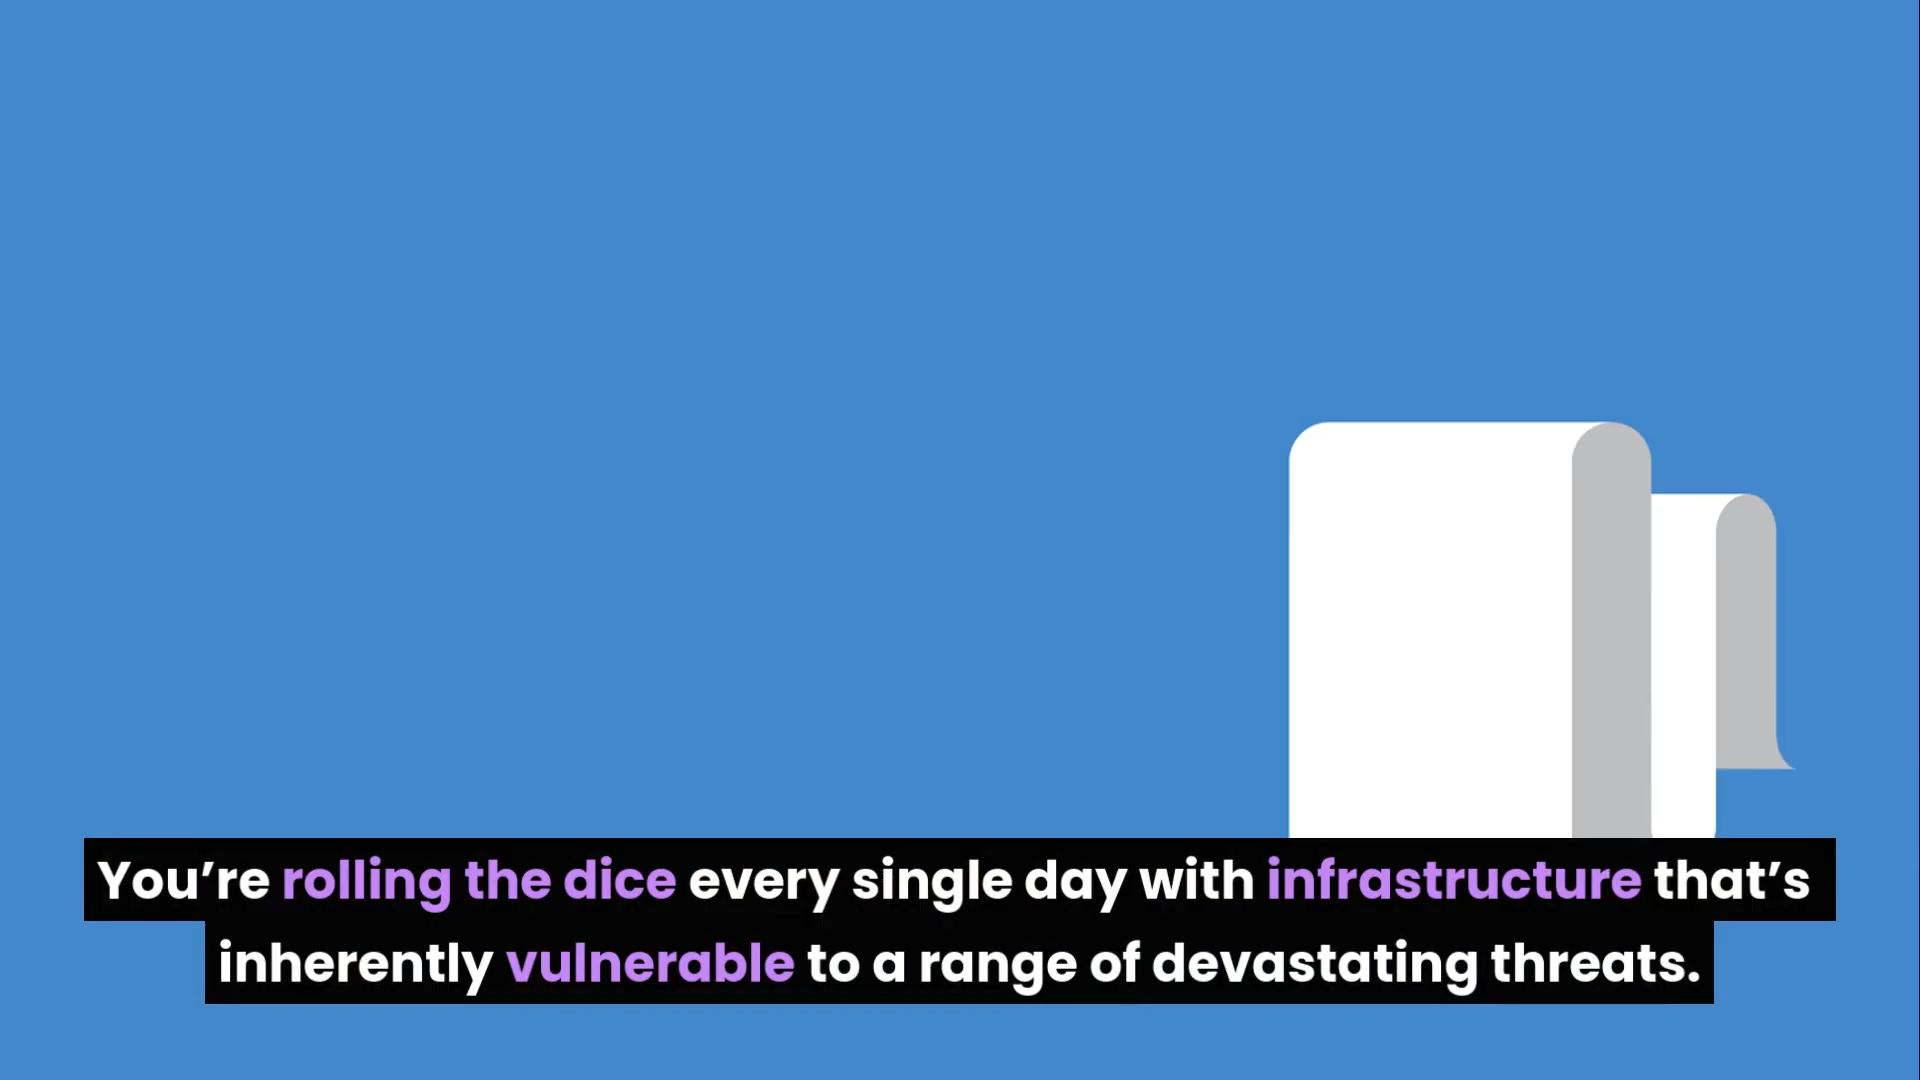 You’re rolling the dice every single day with infrastructure that’s
inherently vulnerable to a range of devastating threats.